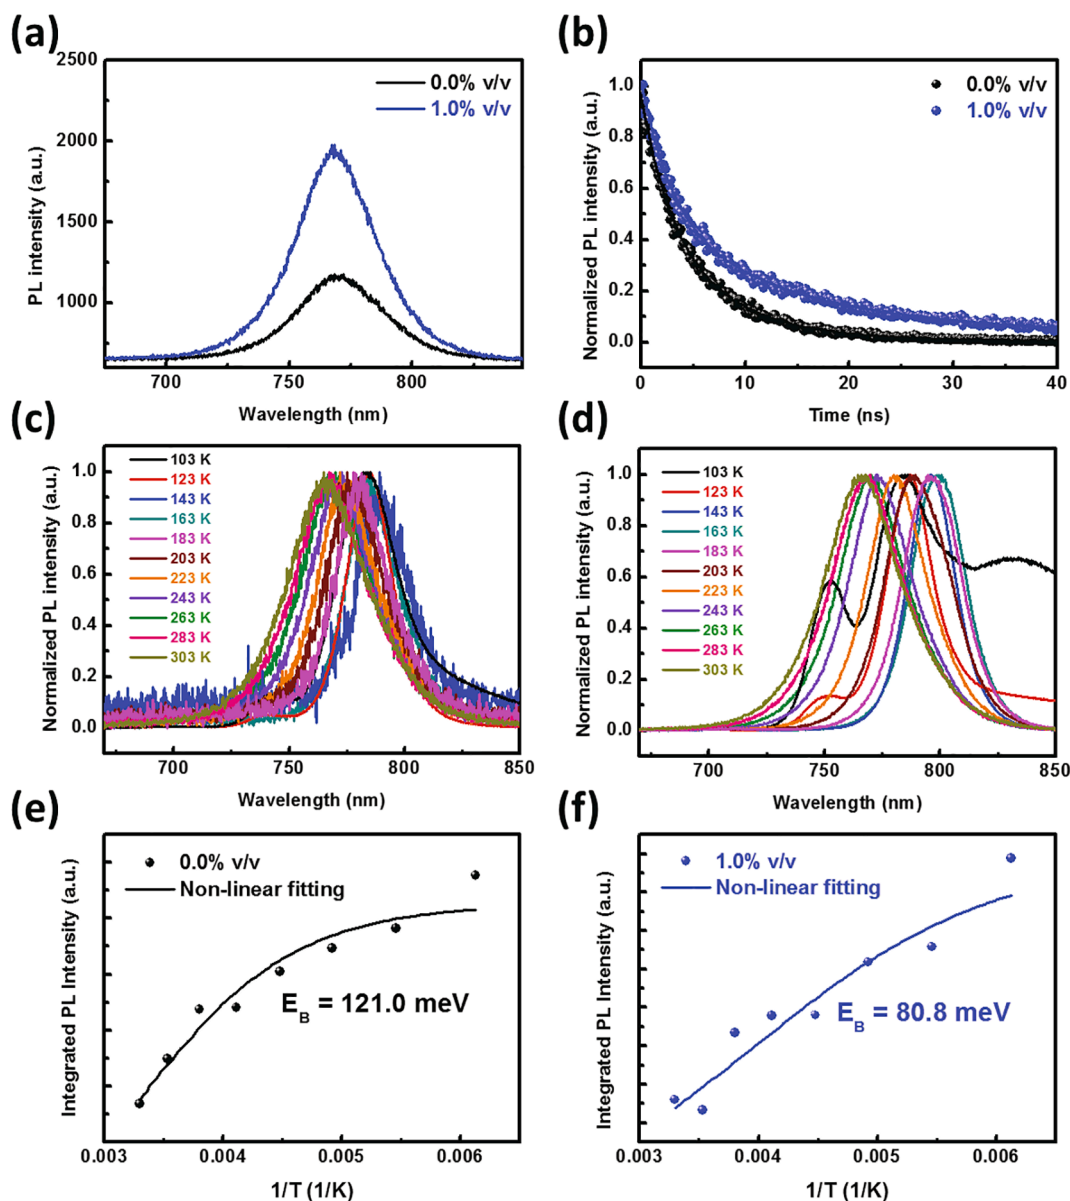 (a)
2500
2000
1500
1000
PL intensity (a.u.)
0.0% v/v
1.0% v/v
700 750 800
Wavelength (nm)
(b)
1.0
0.8
0.6
0.4
0.2
0.0
Normalized PL intensity (a.u.)
0.0% v/v
1.0% v/v
0 10 20 30 40
Time (ns)
(c)
1.0
0.8
0.6
0.4
0.2
0.0
Normalized PL intensity (a.u.)
103 K
123 K
143 K
163 K
183 K
203 K
223 K
243 K
263 K
283 K
303 K
700 750 800 850
Wavelength (nm)
(d)
1.0
0.8
0.6
0.4
0.2
0.0
Normalized PL intensity (a.u.)
103 K
123 K
143 K
163 K
183 K
203 K
223 K
243 K
263 K
283 K
303 K
700 750 800 850
Wavelength (nm)
(e)
Integrated PL Intensity (a.u.)
0.0% v/v
Non-linear fitting
E_B = 121.0 meV
0.003 0.004 0.005 0.006
1/T (1/K)
(f)
Integrated PL Intensity (a.u.)
1.0% v/v
Non-linear fitting
E_B = 80.8 meV
0.003 0.004 0.005 0.006
1/T (1/K)